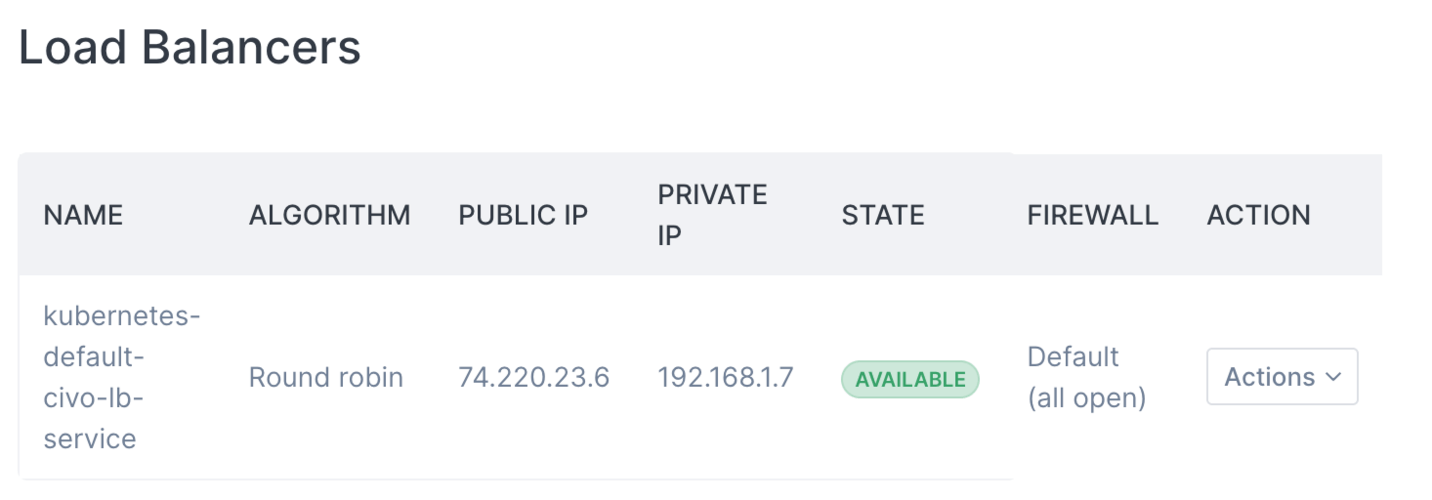 Load Balancers
NAME ALGORITHM PUBLIC IP PRIVATE IP STATE FIREWALL ACTION
kubernetes-
default-
civo-lb-
service
Round robin 74.220.23.6 192.168.1.7 AVAILABLE
Default
(all open)
Actions